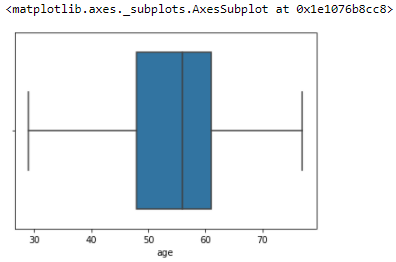 <matplotlib.axes._subplots.AxesSubplot at 0x1e1076b8cc8>
30 40 50 60 70
age